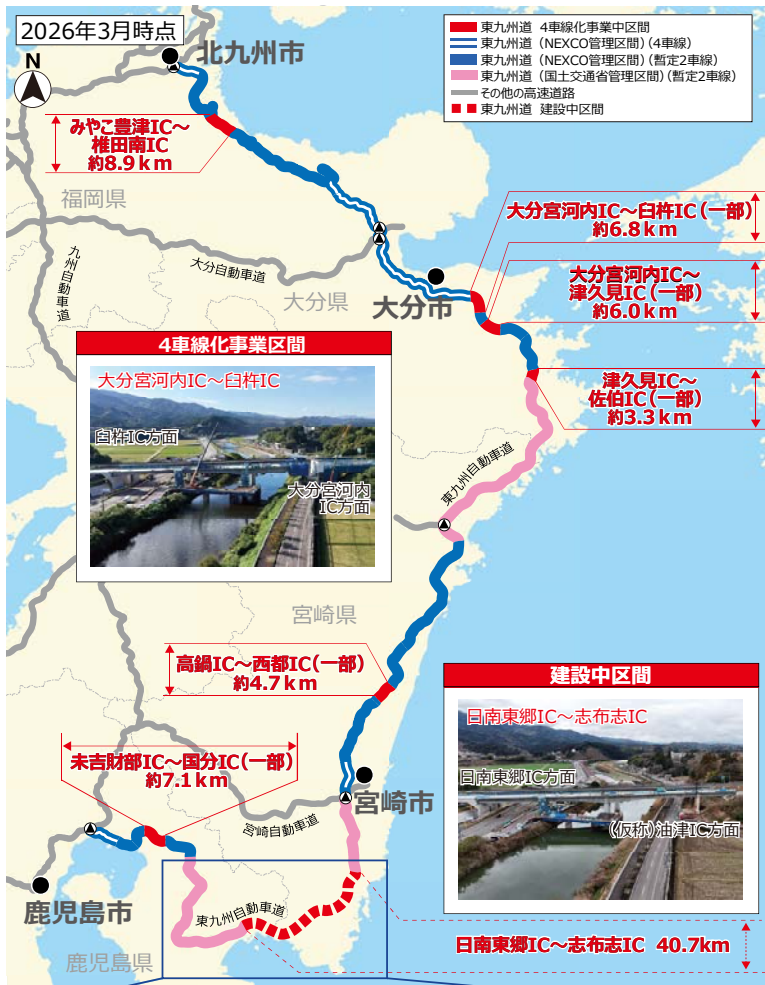 2026年3月時点
東九州道 4車線化事業中区間
東九州道 (NEXCO管理区間) (4車線)
東九州道 (NEXCO管理区間) (暫定2車線)
東九州道 (国土交通省管理区間) (暫定2車線)
その他の高速道路
東九州道 建設中区間
N
北九州市
みやこ豊津IC～
椎田南IC
約8.9km
福岡県
九州自動車道
大分自動車道
大分県
大分市
大分宮河内IC～臼杵IC(一部)
約6.8km
大分宮河内IC～
津久見IC(一部)
約6.0km
津久見IC～
佐伯IC(一部)
約3.3km
4車線化事業区間
大分宮河内IC～臼杵IC
臼杵IC方面
大分宮河内
IC方面
東九州自動車道
宮崎県
高鍋IC～西都IC(一部)
約4.7km
建設中区間
日南東郷IC～志布志IC
日南東郷IC方面
(仮称)油津IC方面
末吉財部IC～国分IC(一部)
約7.1km
宮崎市
宮崎自動車道
鹿児島市
東九州自動車道
鹿児島県
日南東郷IC～志布志IC 40.7km